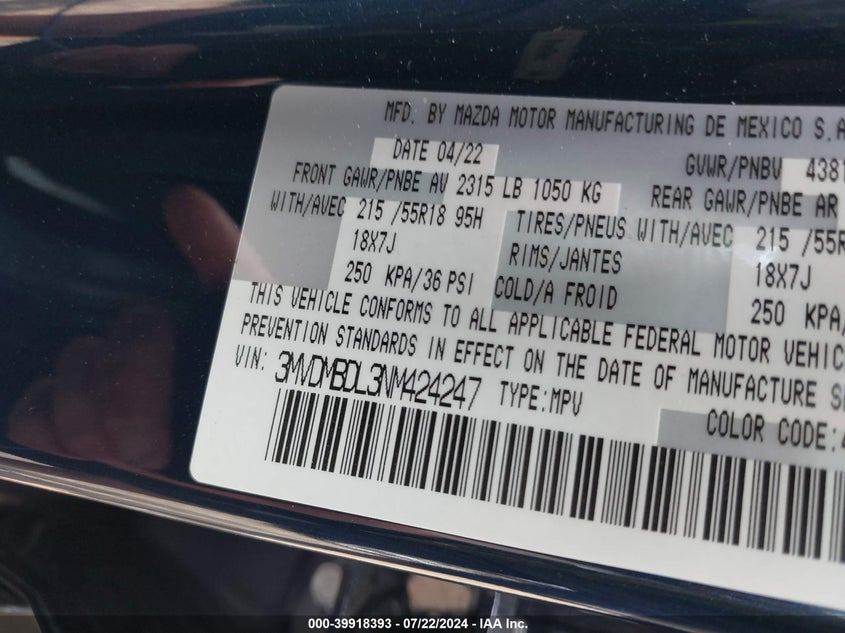 MFD. BY MAZDA MOTOR MANUFACTURING DE MEXICO S.A
DATE 04/22 GVWR/PNBV 4381
FRONT GAWR/PNBE AV 2315 LB 1050 KG REAR GAWR/PNBE AR
WITH/AVEC 215 /55R18 95H TIRES/PNEUS WITH/AVEC 215 /55R
18X7J RIMS/JANTES 18X7J
250 KPA/36 PSI COLD/A FROID 250 KPA/
THIS VEHICLE CONFORMS TO ALL APPLICABLE FEDERAL MOTOR VEHIC
PREVENTION STANDARDS IN EFFECT ON THE DATE OF MANUFACTURE S
VIN: 3MVDMBDL3NM424247 TYPE:MPV
COLOR CODE:4
000-39918393 - 07/22/2024 - IAA Inc.